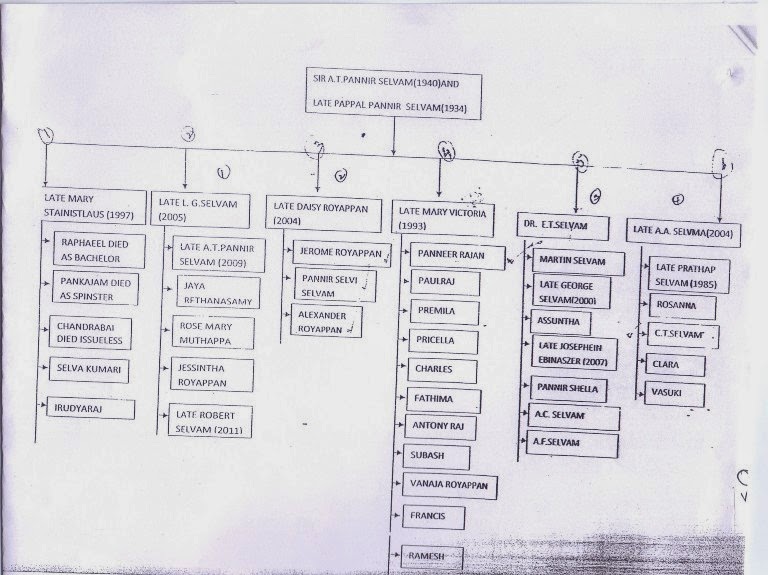 SIR A.T.PANNIR SELVAM(1940)AND
LATE PAPPAL PANNIR SELVAM(1934)
1
2
3
4
5
6
1
2
3
4
LATE MARY
STAINISTLAUS (1997)
RAPHAEEL DIED
AS BACHELOR
PANKAJAM DIED
AS SPINSTER
CHANDRABAI
DIED ISSUELESS
SELVA KUMARI
IRUDYARAJ
LATE L. G.SELVAM
(2005)
LATE A.T.PANNIR
SELVAM (2009)
JAYA
RETHANASAMY
ROSE MARY
MUTHAPPA
JESSINTHA
ROYAPPAN
LATE ROBERT
SELVAM (2011)
LATE DAISY ROYAPPAN
(2004)
JEROME ROYAPPAN
PANNIR SELVI
SELVAM
ALEXANDER
ROYAPPAN
LATE MARY VICTORIA
(1993)
PANNEER RAJAN
PAULRAJ
PREMILA
PRICELLA
CHARLES
FATHIMA
ANTONY RAJ
SUBASH
VANAJA ROYAPPAN
FRANCIS
RAMESH
DR. E.T.SELVAM
MARTIN SELVAM
LATE GEORGE
SELVAM(2000)
ASSUNTHA
LATE JOSEPHEIN
EBINASZER (2007)
PANNIR SHELLA
A.C. SELVAM
A.F.SELVAM
LATE A.A. SELVMA(2004)
LATE PRATHAP
SELVAM (1985)
ROSANNA
C.T.SELVAM
CLARA
VASUKI